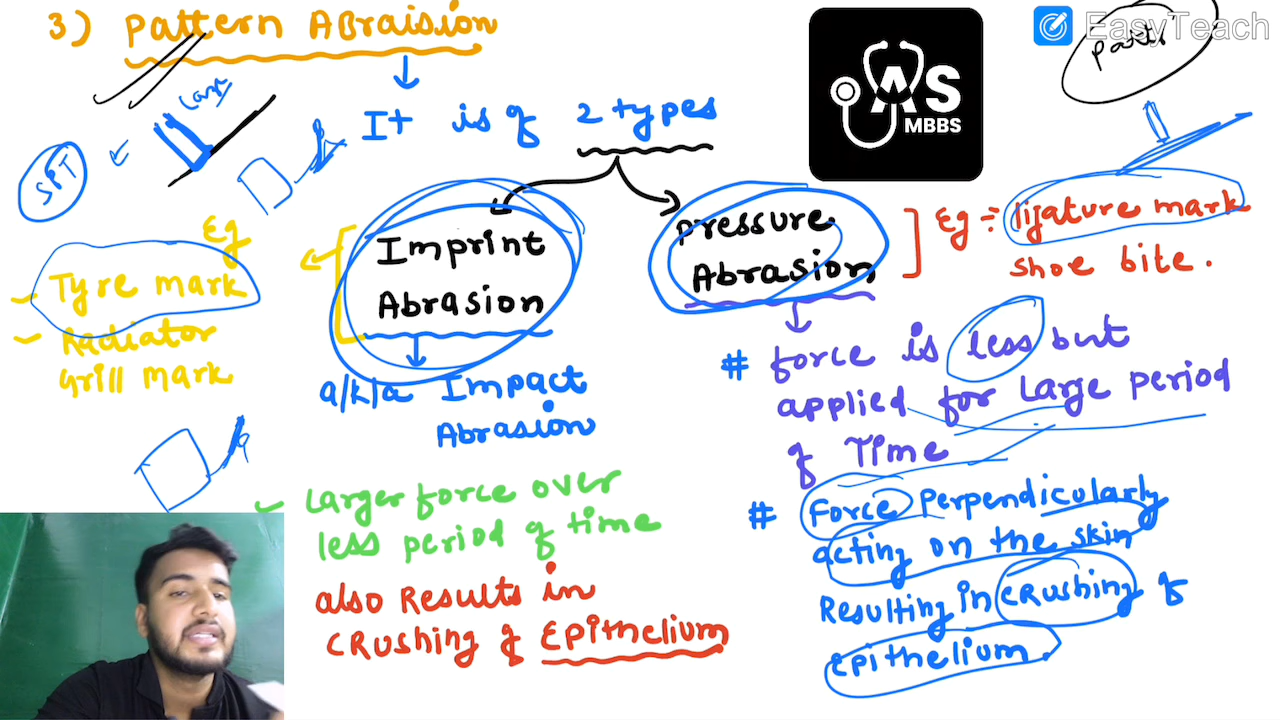 3) Pattern Abraision
EasyTeach
Patti
Car
It is of 2 types
AS
MBBS
SPT
Imprint
Abrasion
pressure
Abrasion
Eg ÷ ligature mark
shoe bite.
Eg
Tyre mark
Radiator
Grill mark
a/k/a Impact
Abrasion
# force is less but
applied for large period
of Time
larger force over
less period of time
# Force perpendicularly
acting on the skin
Resulting in crushing of
epithelium.
also Results in
crushing of Epithelium